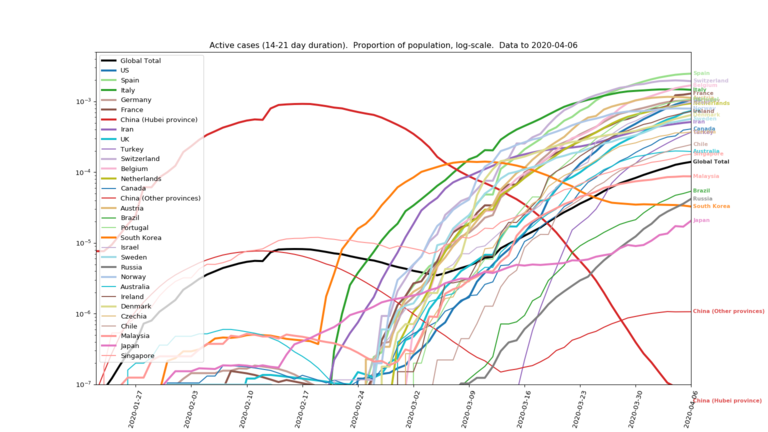 Active cases (14-21 day duration).  Proportion of population, log-scale.  Data to 2020-04-06
Global Total
US
Spain
Italy
Germany
France
China (Hubei province)
Iran
UK
Turkey
Switzerland
Belgium
Netherlands
Canada
China (Other provinces)
Austria
Brazil
Portugal
South Korea
Israel
Sweden
Russia
Norway
Australia
Ireland
Denmark
Czechia
Chile
Malaysia
Japan
Singapore
10⁻³
10⁻⁴
10⁻⁵
10⁻⁶
10⁻⁷
Spain
Switzerland
Italy
France
Netherlands
Ireland
Iran
Canada
Turkey
Chile
Australia
Singapore
Global Total
Malaysia
Brazil
Russia
South Korea
Japan
China (Other provinces)
China (Hubei province)
2020-01-27
2020-02-03
2020-02-10
2020-02-17
2020-02-24
2020-03-02
2020-03-09
2020-03-16
2020-03-23
2020-03-30
2020-04-06